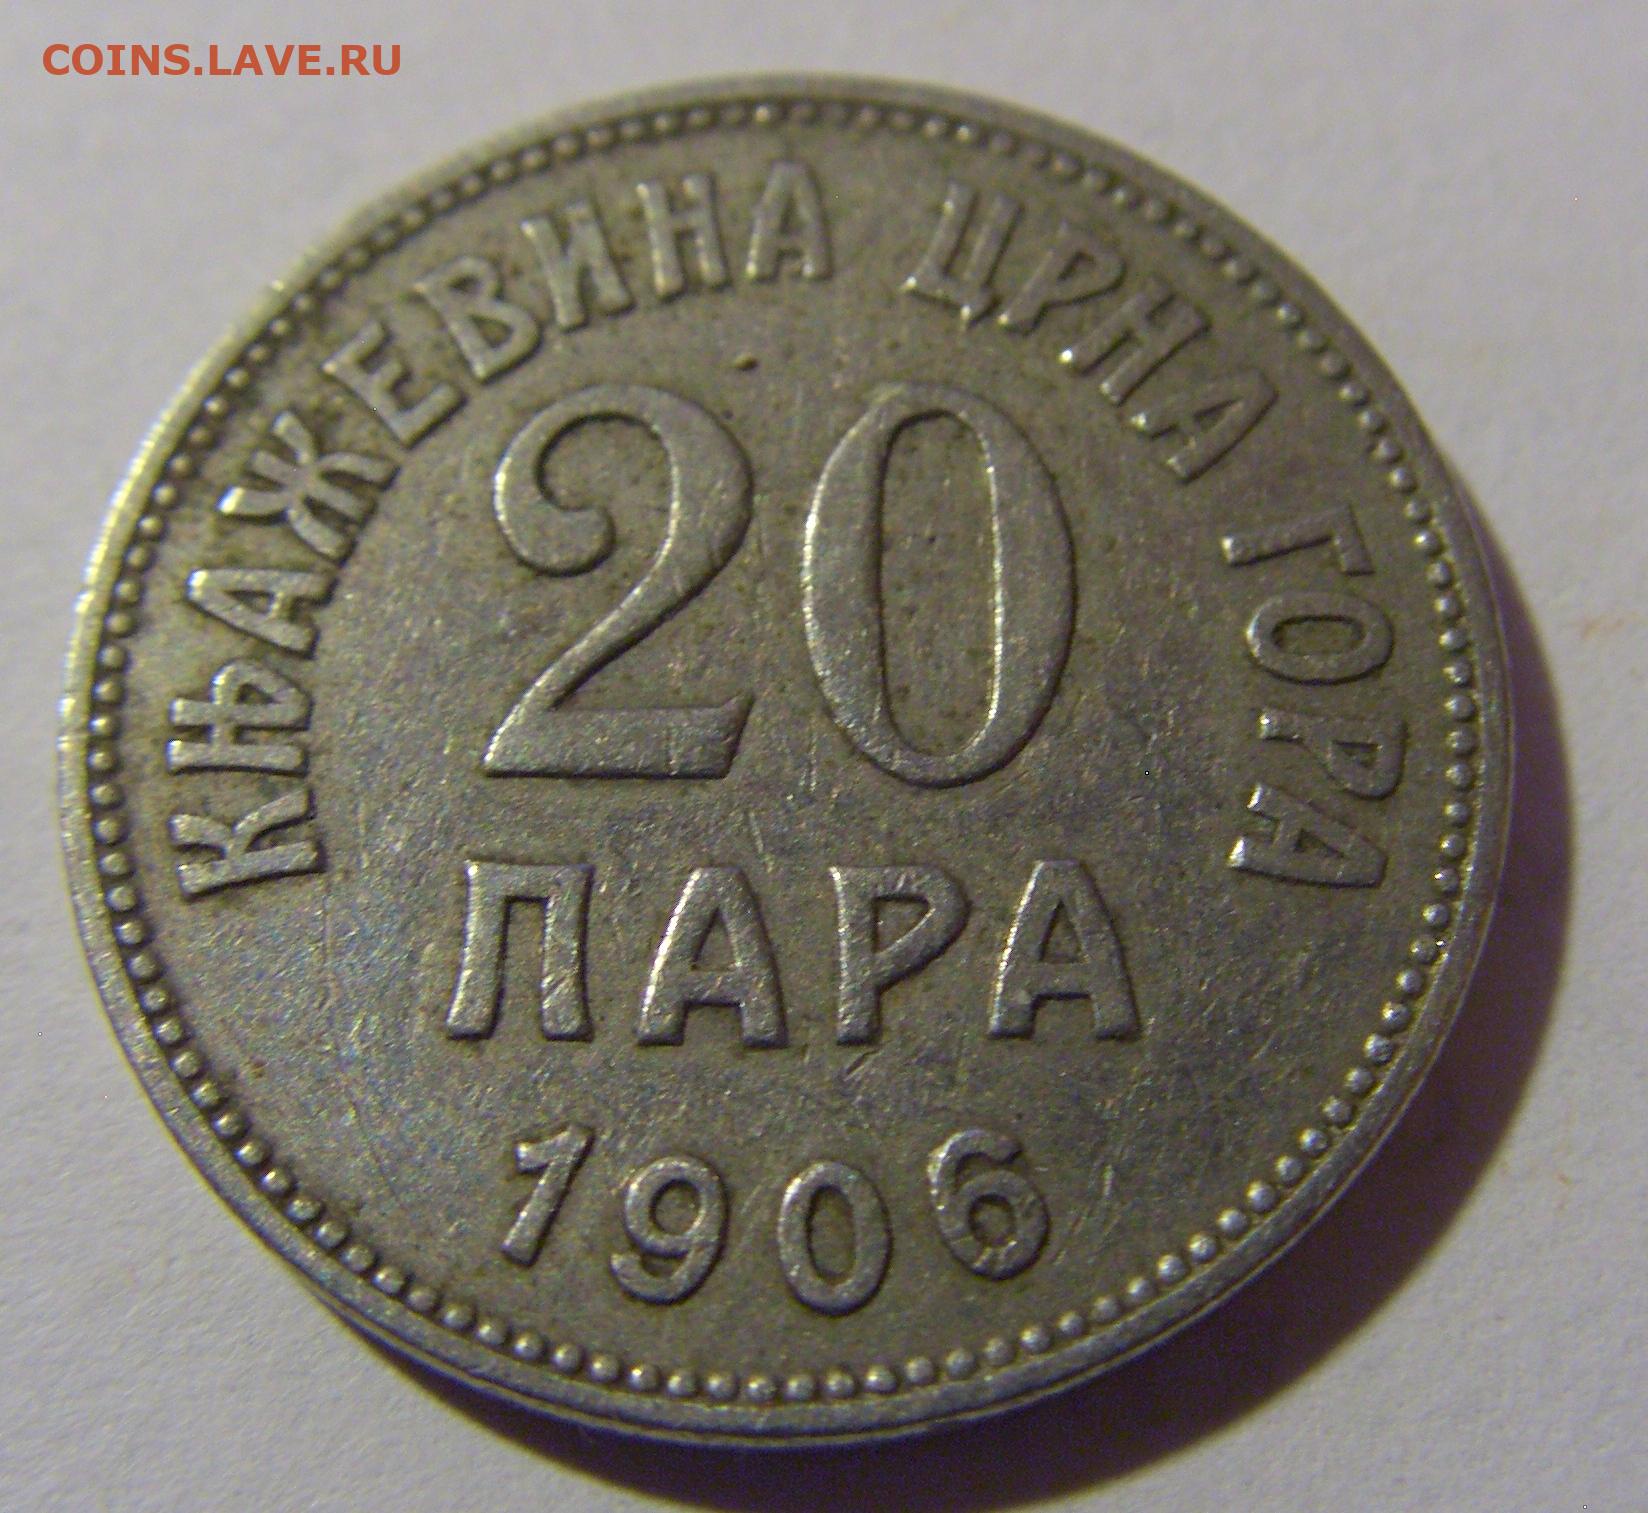 COINS.LAVE.RU
КЊАЖЕВИНА ЦРНА ГОРА
20
ПАРА
1906